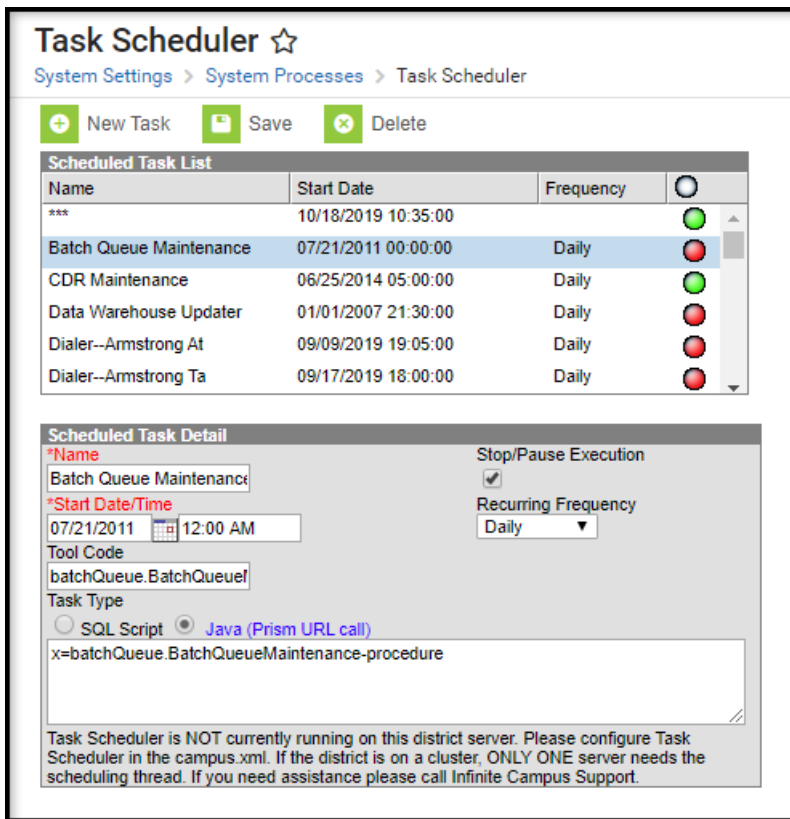 Task Scheduler
System Settings > System Processes > Task Scheduler
New Task Save Delete
Scheduled Task List
Name Start Date Frequency
*** 10/18/2019 10:35:00
Batch Queue Maintenance 07/21/2011 00:00:00 Daily
CDR Maintenance 06/25/2014 05:00:00 Daily
Data Warehouse Updater 01/01/2007 21:30:00 Daily
Dialer--Armstrong At 09/09/2019 19:05:00 Daily
Dialer--Armstrong Ta 09/17/2019 18:00:00 Daily
Scheduled Task Detail
*Name Stop/Pause Execution
Batch Queue Maintenance
*Start Date/Time Recurring Frequency
07/21/2011 12:00 AM Daily
Tool Code
batchQueue.BatchQueue
Task Type
SQL Script Java (Prism URL call)
x=batchQueue.BatchQueueMaintenance-procedure
Task Scheduler is NOT currently running on this district server. Please configure Task
Scheduler in the campus.xml. If the district is on a cluster, ONLY ONE server needs the
scheduling thread. If you need assistance please call Infinite Campus Support.